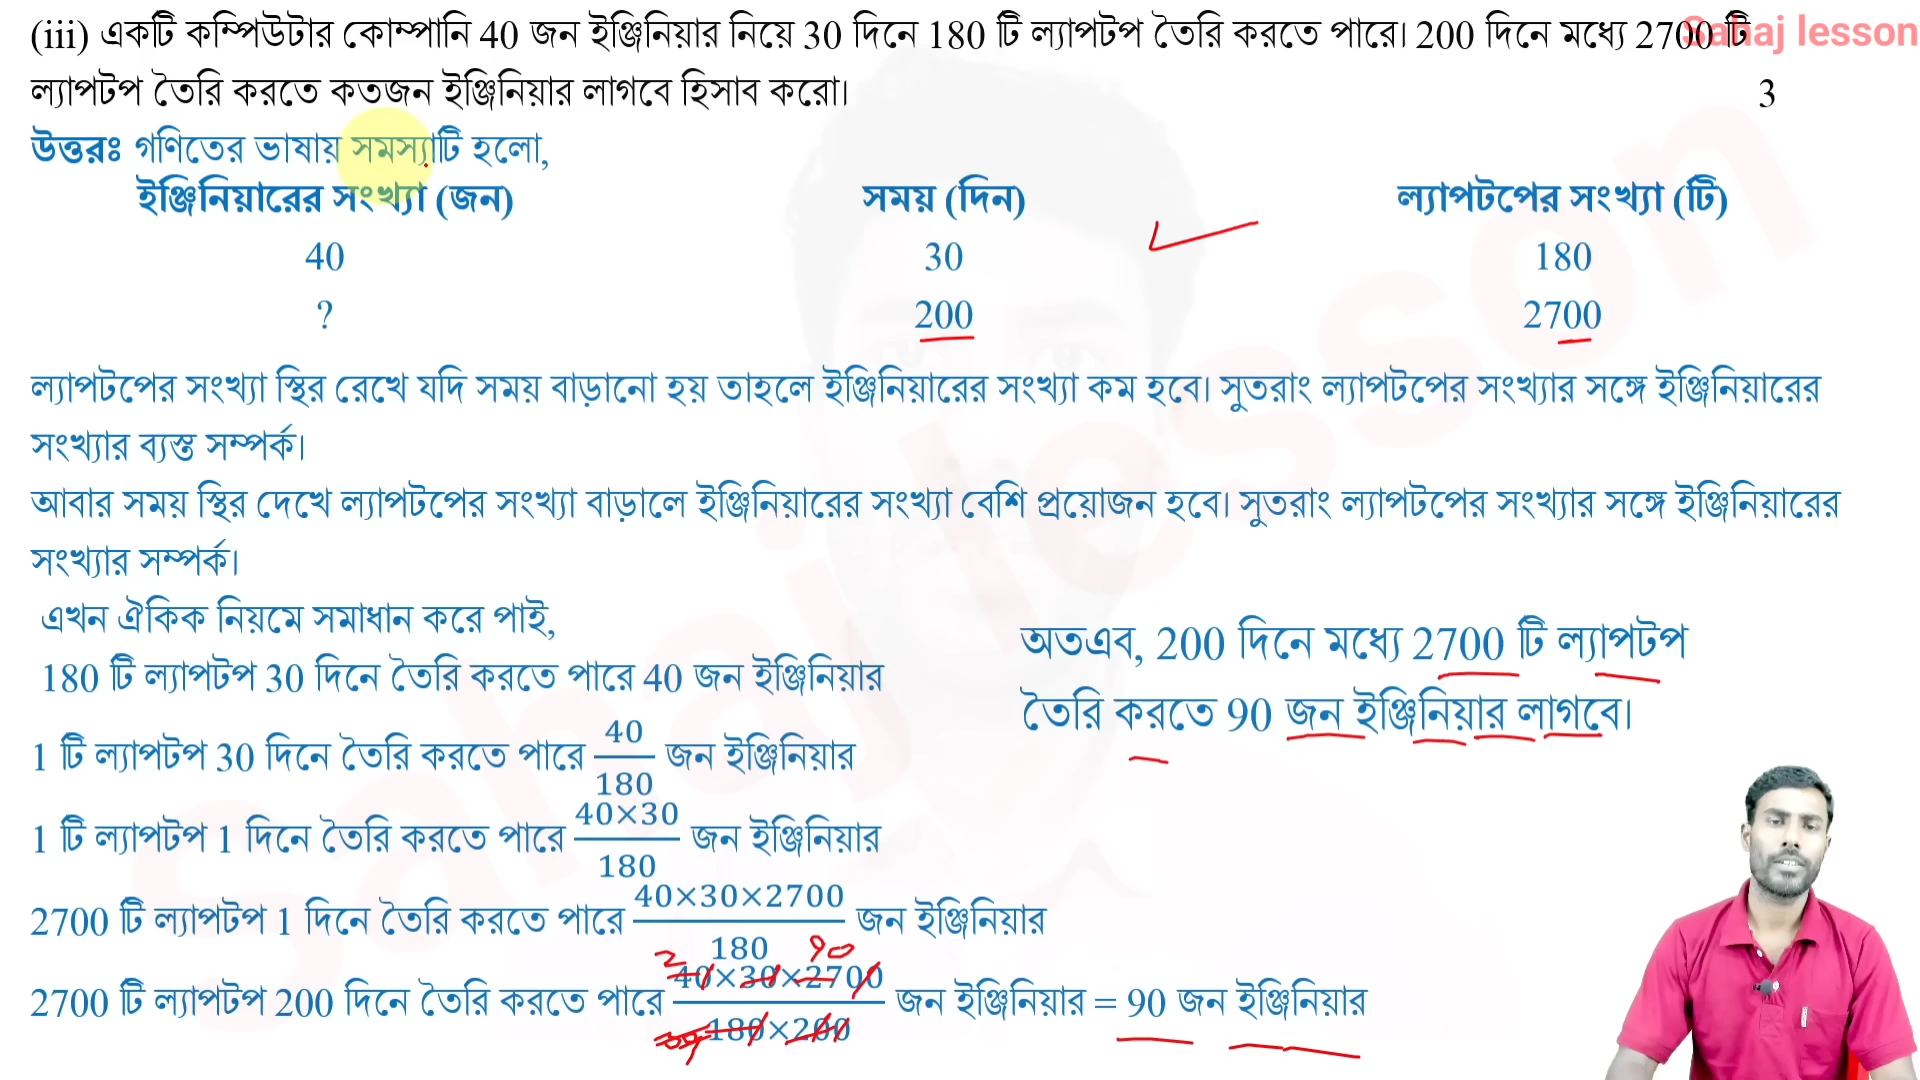 (iii) একটি কম্পিউটার কোম্পানি 40 জন ইঞ্জিনিয়ার নিয়ে 30 দিনে 180 টি ল্যাপটপ তৈরি করতে পারে। 200 দিনে মধ্যে 2700 টি
Sahaj lesson
ল্যাপটপ তৈরি করতে কতজন ইঞ্জিনিয়ার লাগবে হিসাব করো। 3
উত্তরঃ গণিতের ভাষায় সমস্যাটি হলো,
ইঞ্জিনিয়ারের সংখ্যা (জন) সময় (দিন) ল্যাপটপের সংখ্যা (টি)
40 30 180
? 200 2700
ল্যাপটপের সংখ্যা স্থির রেখে যদি সময় বাড়ানো হয় তাহলে ইঞ্জিনিয়ারের সংখ্যা কম হবে। সুতরাং ল্যাপটপের সংখ্যার সঙ্গে ইঞ্জিনিয়ারের
সংখ্যার ব্যস্ত সম্পর্ক।
আবার সময় স্থির দেখে ল্যাপটপের সংখ্যা বাড়ালে ইঞ্জিনিয়ারের সংখ্যা বেশি প্রয়োজন হবে। সুতরাং ল্যাপটপের সংখ্যার সঙ্গে ইঞ্জিনিয়ারের
সংখ্যার সম্পর্ক।
এখন ঐকিক নিয়মে সমাধান করে পাই,
180 টি ল্যাপটপ 30 দিনে তৈরি করতে পারে 40 জন ইঞ্জিনিয়ার
1 টি ল্যাপটপ 30 দিনে তৈরি করতে পারে 40/180 জন ইঞ্জিনিয়ার
1 টি ল্যাপটপ 1 দিনে তৈরি করতে পারে 40×30/180 জন ইঞ্জিনিয়ার
2700 টি ল্যাপটপ 1 দিনে তৈরি করতে পারে 40×30×2700/180 জন ইঞ্জিনিয়ার
2 90
2700 টি ল্যাপটপ 200 দিনে তৈরি করতে পারে 40×30×2700/180×200 জন ইঞ্জিনিয়ার = 90 জন ইঞ্জিনিয়ার
অতএব, 200 দিনে মধ্যে 2700 টি ল্যাপটপ
তৈরি করতে 90 জন ইঞ্জিনিয়ার লাগবে।
Sahaj lesson